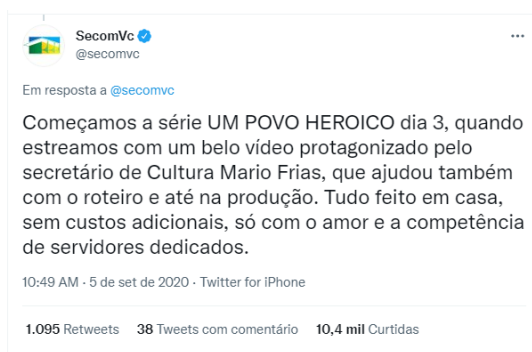 SecomVc
@secomvc
Em resposta a @secomvc
Começamos a série UM POVO HEROICO dia 3, quando
estreamos com um belo vídeo protagonizado pelo
secretário de Cultura Mario Frias, que ajudou também
com o roteiro e até na produção. Tudo feito em casa,
sem custos adicionais, só com o amor e a competência
de servidores dedicados.
10:49 AM · 5 de set de 2020 · Twitter for iPhone
1.095 Retweets 38 Tweets com comentário 10,4 mil Curtidas